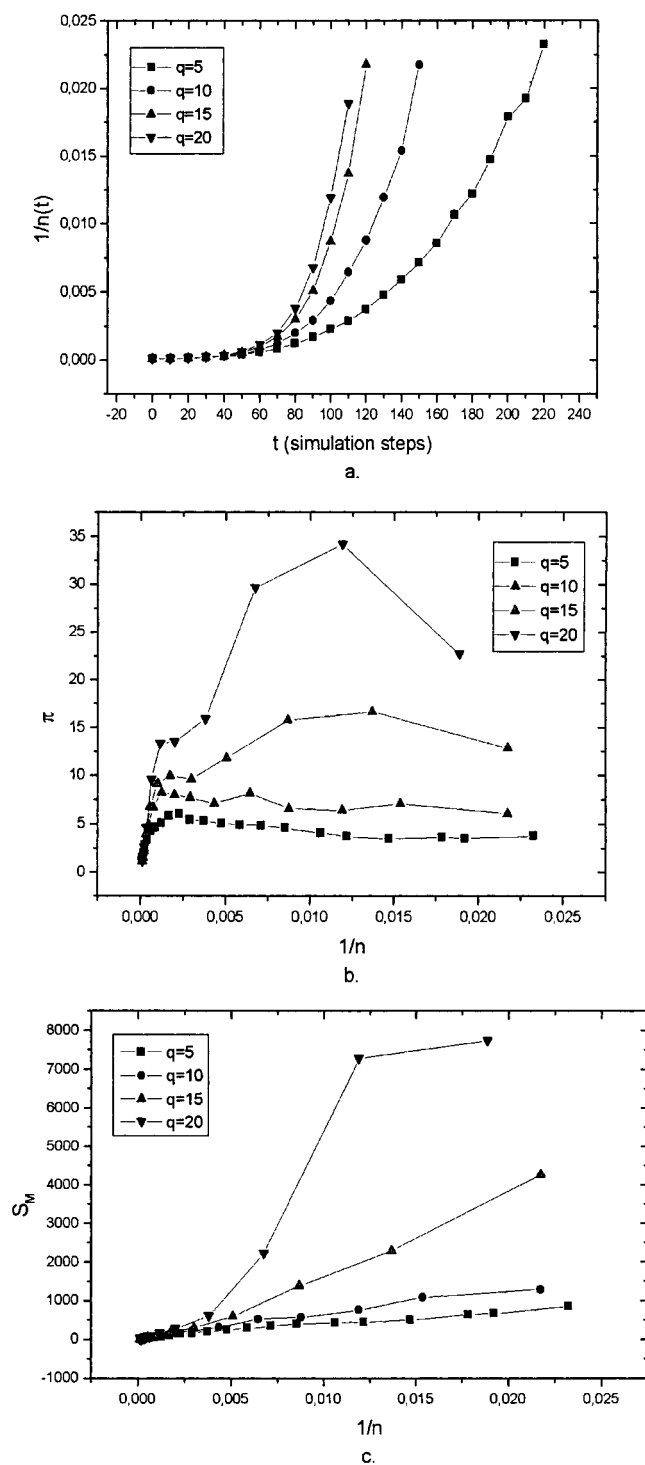 0,025
0,020
0,015
0,010
0,005
0,000
1/n(t)
q=5
q=10
q=15
q=20
-20 0 20 40 60 80 100 120 140 160 180 200 220 240
t (simulation steps)
a.
35
30
25
20
15
10
5
0
π
q=5
q=10
q=15
q=20
0,000 0,005 0,010 0,015 0,020 0,025
1/n
b.
8000
7000
6000
5000
4000
3000
2000
1000
0
-1000
S_M
q=5
q=10
q=15
q=20
0,000 0,005 0,010 0,015 0,020 0,025
1/n
c.